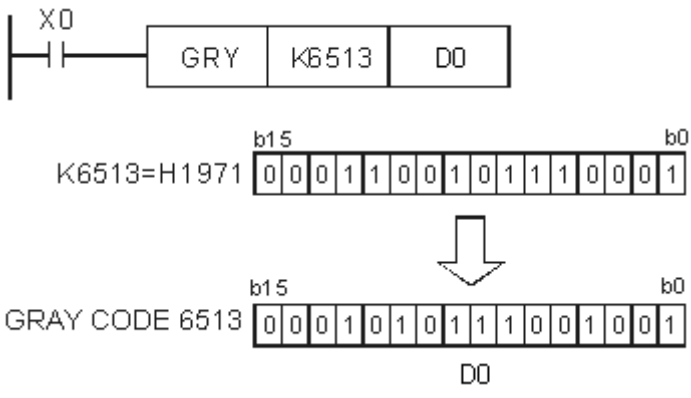 X0
GRY K6513 D0
b15 b0
K6513=H1971 0 0 0 1 1 0 0 1 0 1 1 1 0 0 0 1
b15 b0
GRAY CODE 6513 0 0 0 1 0 1 0 1 1 1 0 0 1 0 0 1
D0